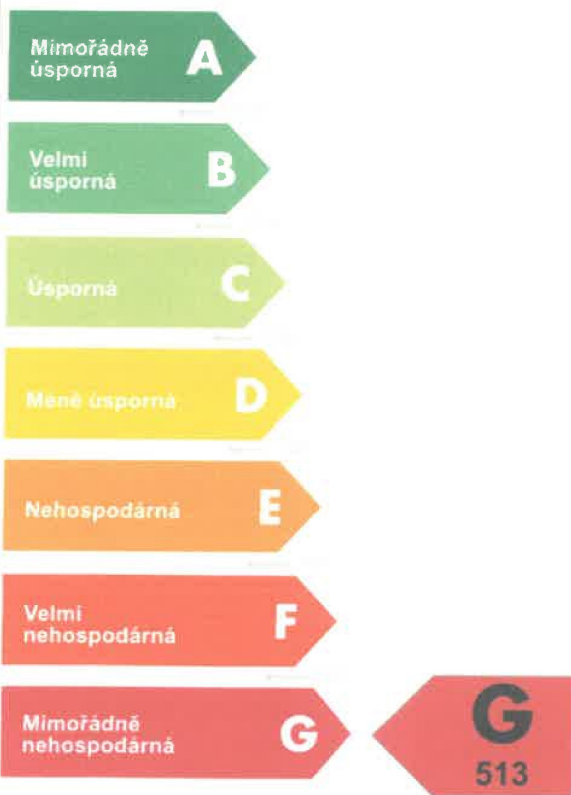 Mimořádně
úsporná
A
Velmi
úsporná
B
Úsporná
C
Méně úsporná
D
Nehospodárná
E
Velmi
nehospodárná
F
Mimořádně
nehospodárná
G
G
513